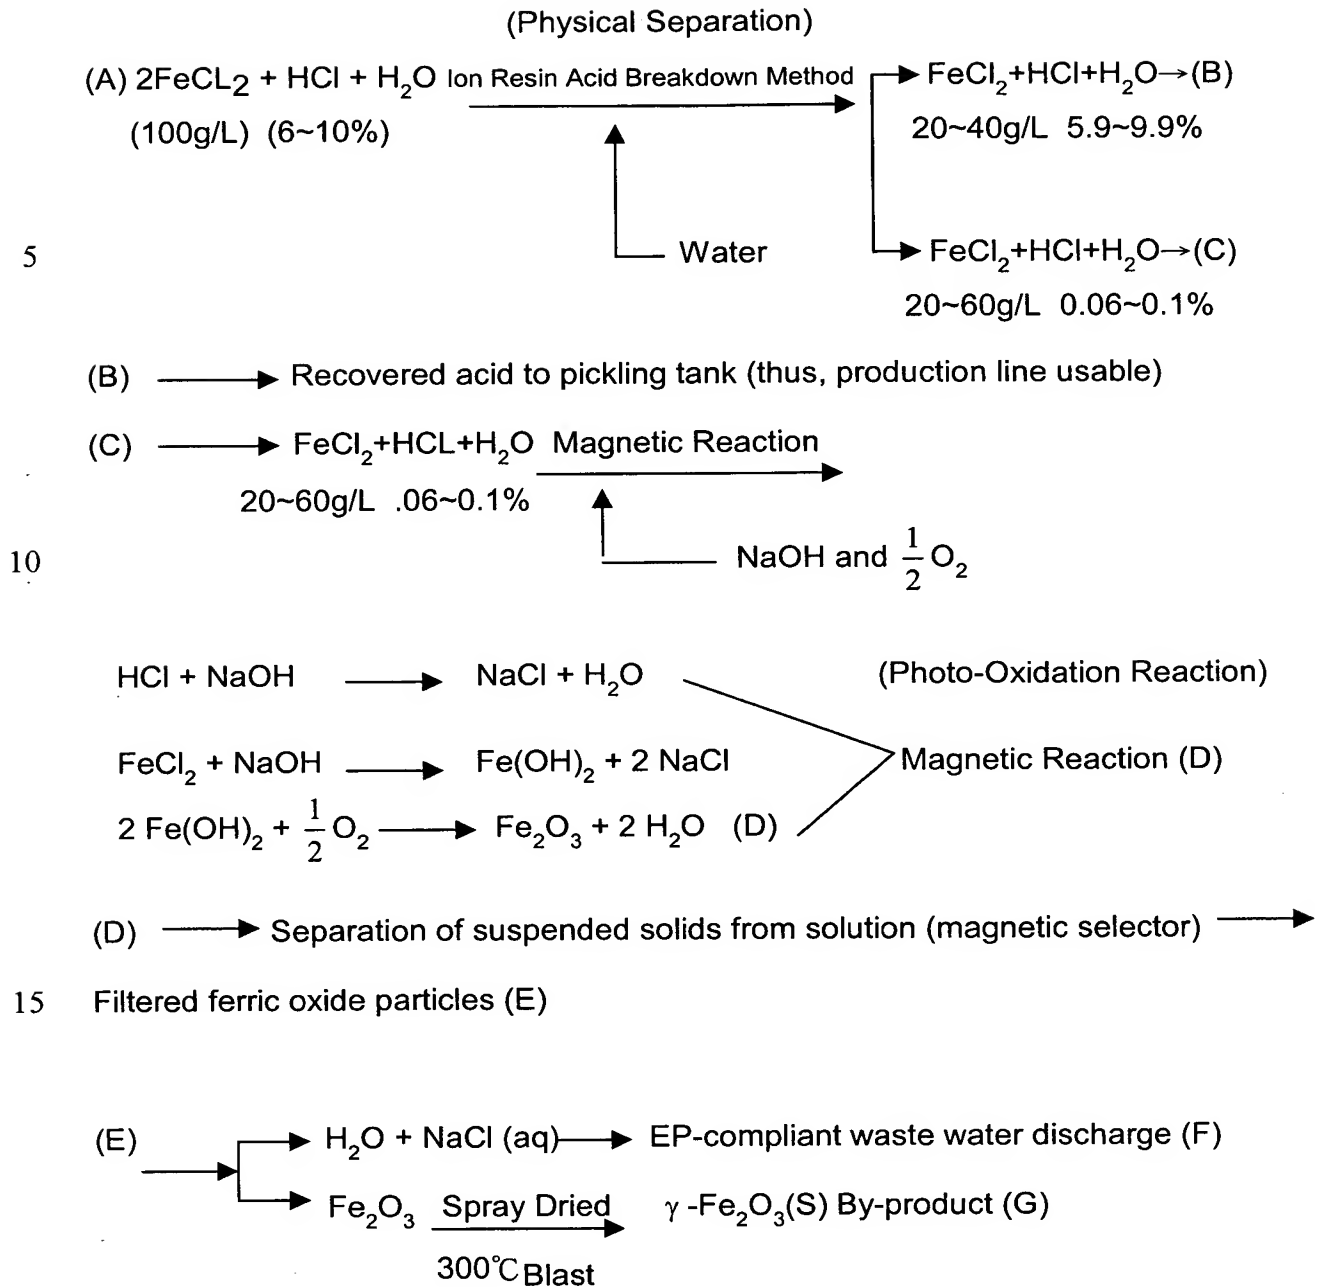 (Physical Separation)
(A) 2FeCL₂ + HCl + H₂O Ion Resin Acid Breakdown Method FeCl₂+HCl+H₂O→(B)
(100g/L) (6~10%) 20~40g/L 5.9~9.9%
5 Water FeCl₂+HCl+H₂O→(C)
20~60g/L 0.06~0.1%
(B) → Recovered acid to pickling tank (thus, production line usable)
(C) → FeCl₂+HCL+H₂O Magnetic Reaction
20~60g/L .06~0.1%
10 NaOH and 1/2 O₂
HCl + NaOH → NaCl + H₂O (Photo-Oxidation Reaction)
FeCl₂ + NaOH → Fe(OH)₂ + 2 NaCl Magnetic Reaction (D)
2 Fe(OH)₂ + 1/2 O₂ → Fe₂O₃ + 2 H₂O (D)
(D) → Separation of suspended solids from solution (magnetic selector) →
15 Filtered ferric oxide particles (E)
(E) H₂O + NaCl (aq) → EP-compliant waste water discharge (F)
Fe₂O₃ Spray Dried γ -Fe₂O₃(S) By-product (G)
300℃ Blast